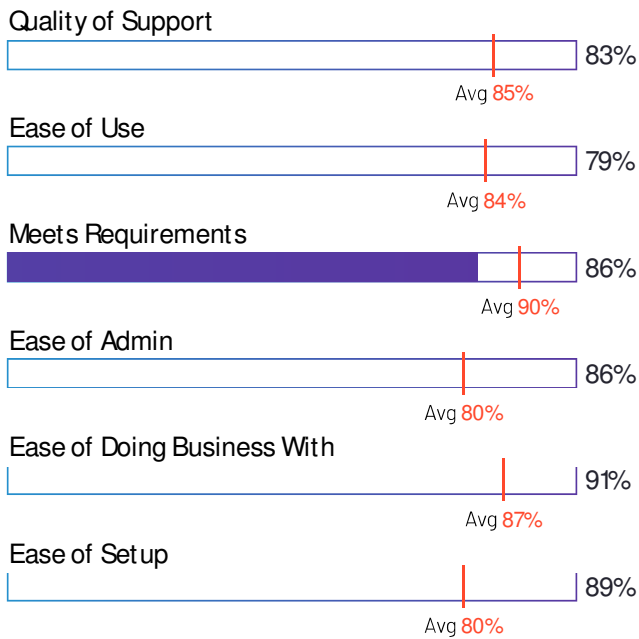 Quality of Support
83%
Avg 85%
Ease of Use
79%
Avg 84%
Meets Requirements
86%
Avg 90%
Ease of Admin
86%
Avg 80%
Ease of Doing Business With
91%
Avg 87%
Ease of Setup
89%
Avg 80%